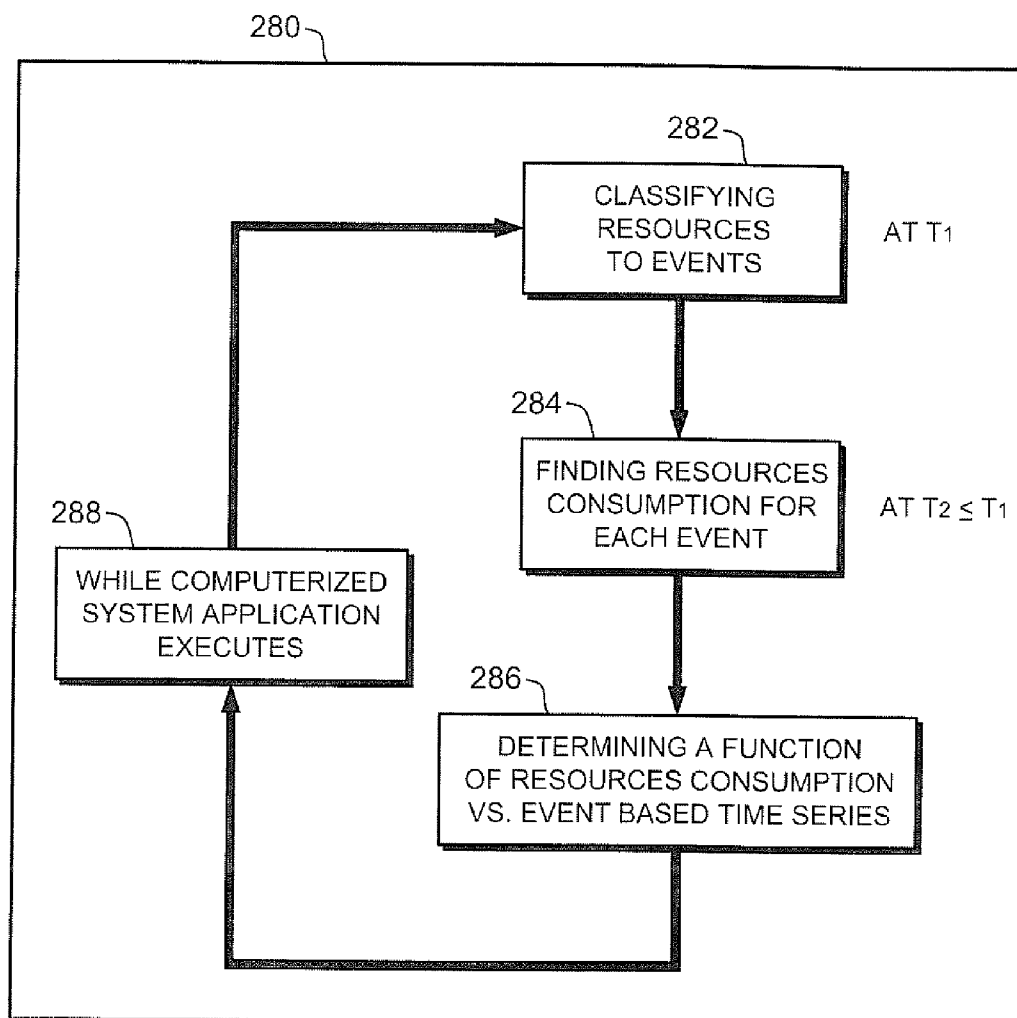 280
282
CLASSIFYING
RESOURCES
TO EVENTS
AT T1
284
FINDING RESOURCES
CONSUMPTION FOR
EACH EVENT
AT T2 ≤ T1
288
WHILE COMPUTERIZED
SYSTEM APPLICATION
EXECUTES
286
DETERMINING A FUNCTION
OF RESOURCES CONSUMPTION
VS. EVENT BASED TIME SERIES